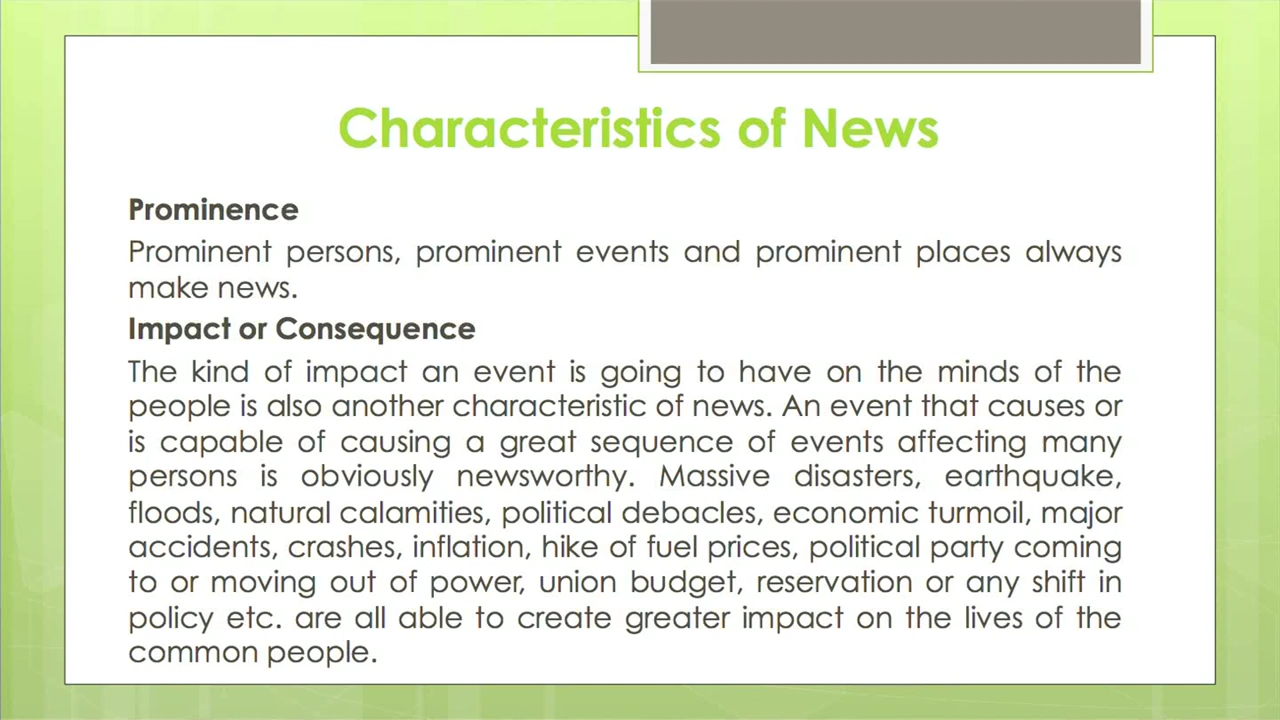 Characteristics of News
Prominence
Prominent persons, prominent events and prominent places always
make news.
Impact or Consequence
The kind of impact an event is going to have on the minds of the
people is also another characteristic of news. An event that causes or
is capable of causing a great sequence of events affecting many
persons is obviously newsworthy. Massive disasters, earthquake,
floods, natural calamities, political debacles, economic turmoil, major
accidents, crashes, inflation, hike of fuel prices, political party coming
to or moving out of power, union budget, reservation or any shift in
policy etc. are all able to create greater impact on the lives of the
common people.